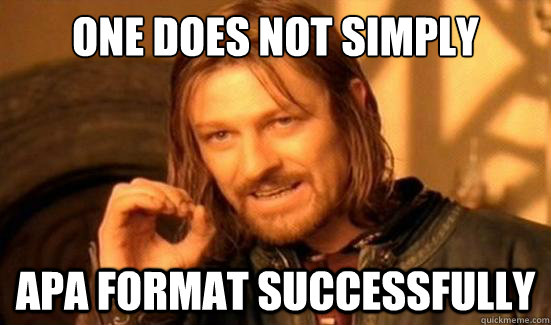 ONE DOES NOT SIMPLY
APA FORMAT SUCCESSFULLY
quickmeme.com